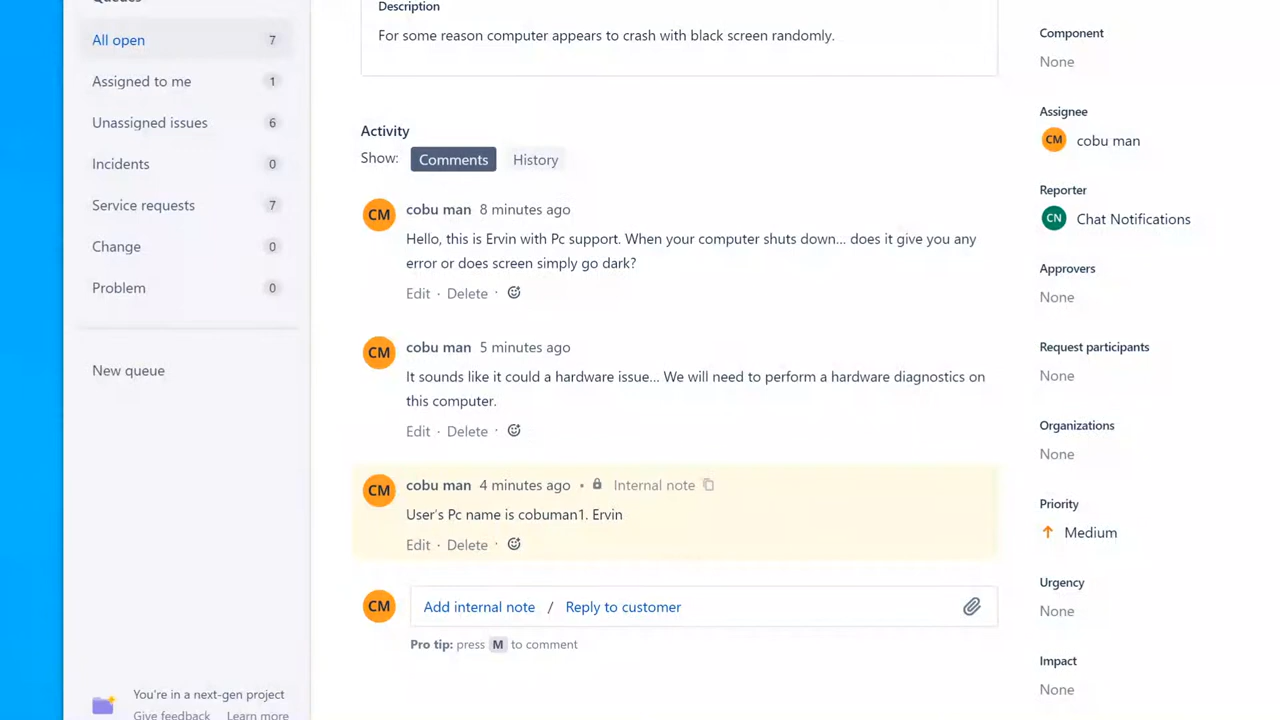 Queues
All open 7
Assigned to me 1
Unassigned issues 6
Incidents 0
Service requests 7
Change 0
Problem 0
New queue
You're in a next-gen project
Give feedback Learn more
Description
For some reason computer appears to crash with black screen randomly.
Activity
Show: Comments History
CM cobu man 8 minutes ago
Hello, this is Ervin with Pc support. When your computer shuts down... does it give you any
error or does screen simply go dark?
Edit · Delete ·
CM cobu man 5 minutes ago
It sounds like it could a hardware issue... We will need to perform a hardware diagnostics on
this computer.
Edit · Delete ·
CM cobu man 4 minutes ago • Internal note
User's Pc name is cobuman1. Ervin
Edit · Delete ·
CM Add internal note / Reply to customer
Pro tip: press M to comment
Component
None
Assignee
CM cobu man
Reporter
CN Chat Notifications
Approvers
None
Request participants
None
Organizations
None
Priority
Medium
Urgency
None
Impact
None